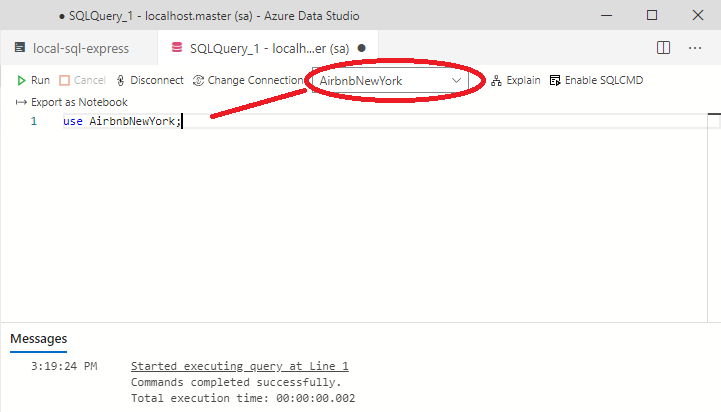 ● SQLQuery_1 - localhost.master (sa) - Azure Data Studio
local-sql-express
SQLQuery_1 - localh...er (sa) ●
Run Cancel Disconnect Change Connection AirbnbNewYork Explain Enable SQLCMD
Export as Notebook
1 use AirbnbNewYork;
Messages
3:19:24 PM Started executing query at Line 1
Commands completed successfully.
Total execution time: 00:00:00.002